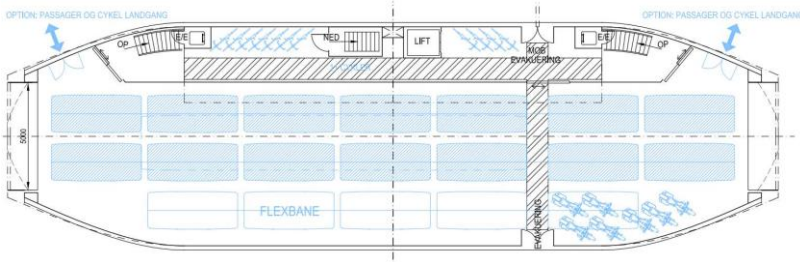 OPTION: PASSAGER OG CYKEL LANDGANG
OPTION: PASSAGER OG CYKEL LANDGANG
OP
E/E
NED
LIFT
MOB
EVAKUERING
E/E
OP
5000
FLEXBANE
EVAKUERING